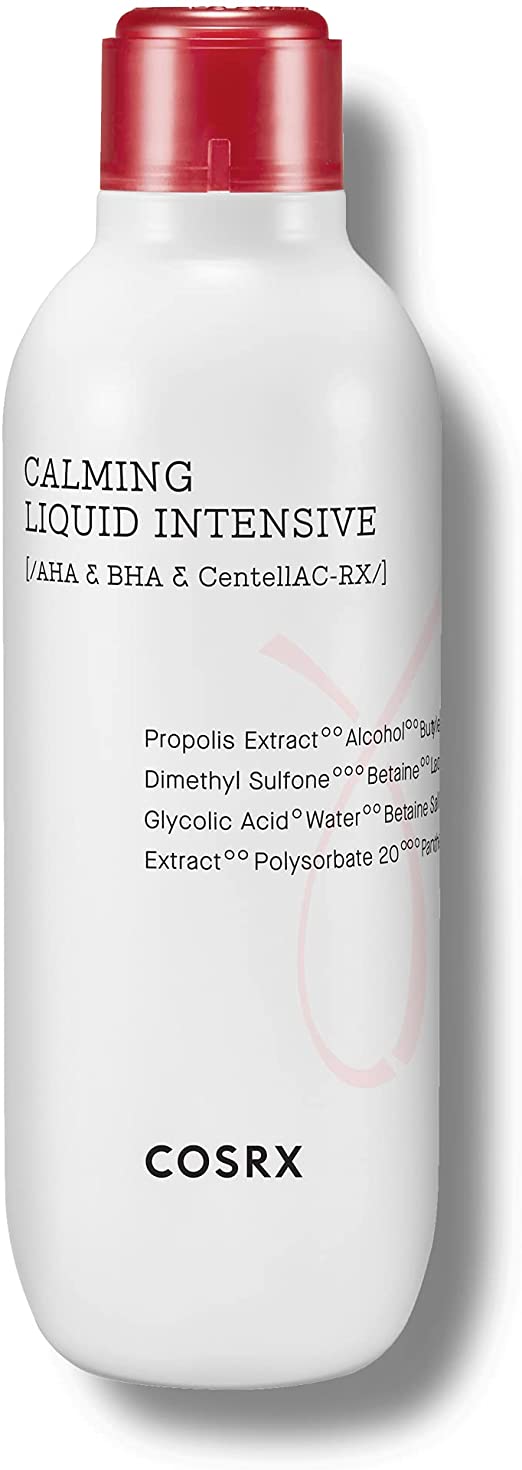 CALMING
LIQUID INTENSIVE
[/AHA & BHA & CentellAC-RX/]
Propolis Extract°° Alcohol°°
Dimethyl Sulfone°°° Betaine°°
Glycolic Acid° Water°° Betaine
Extract°° Polysorbate 20°°°
COSRX